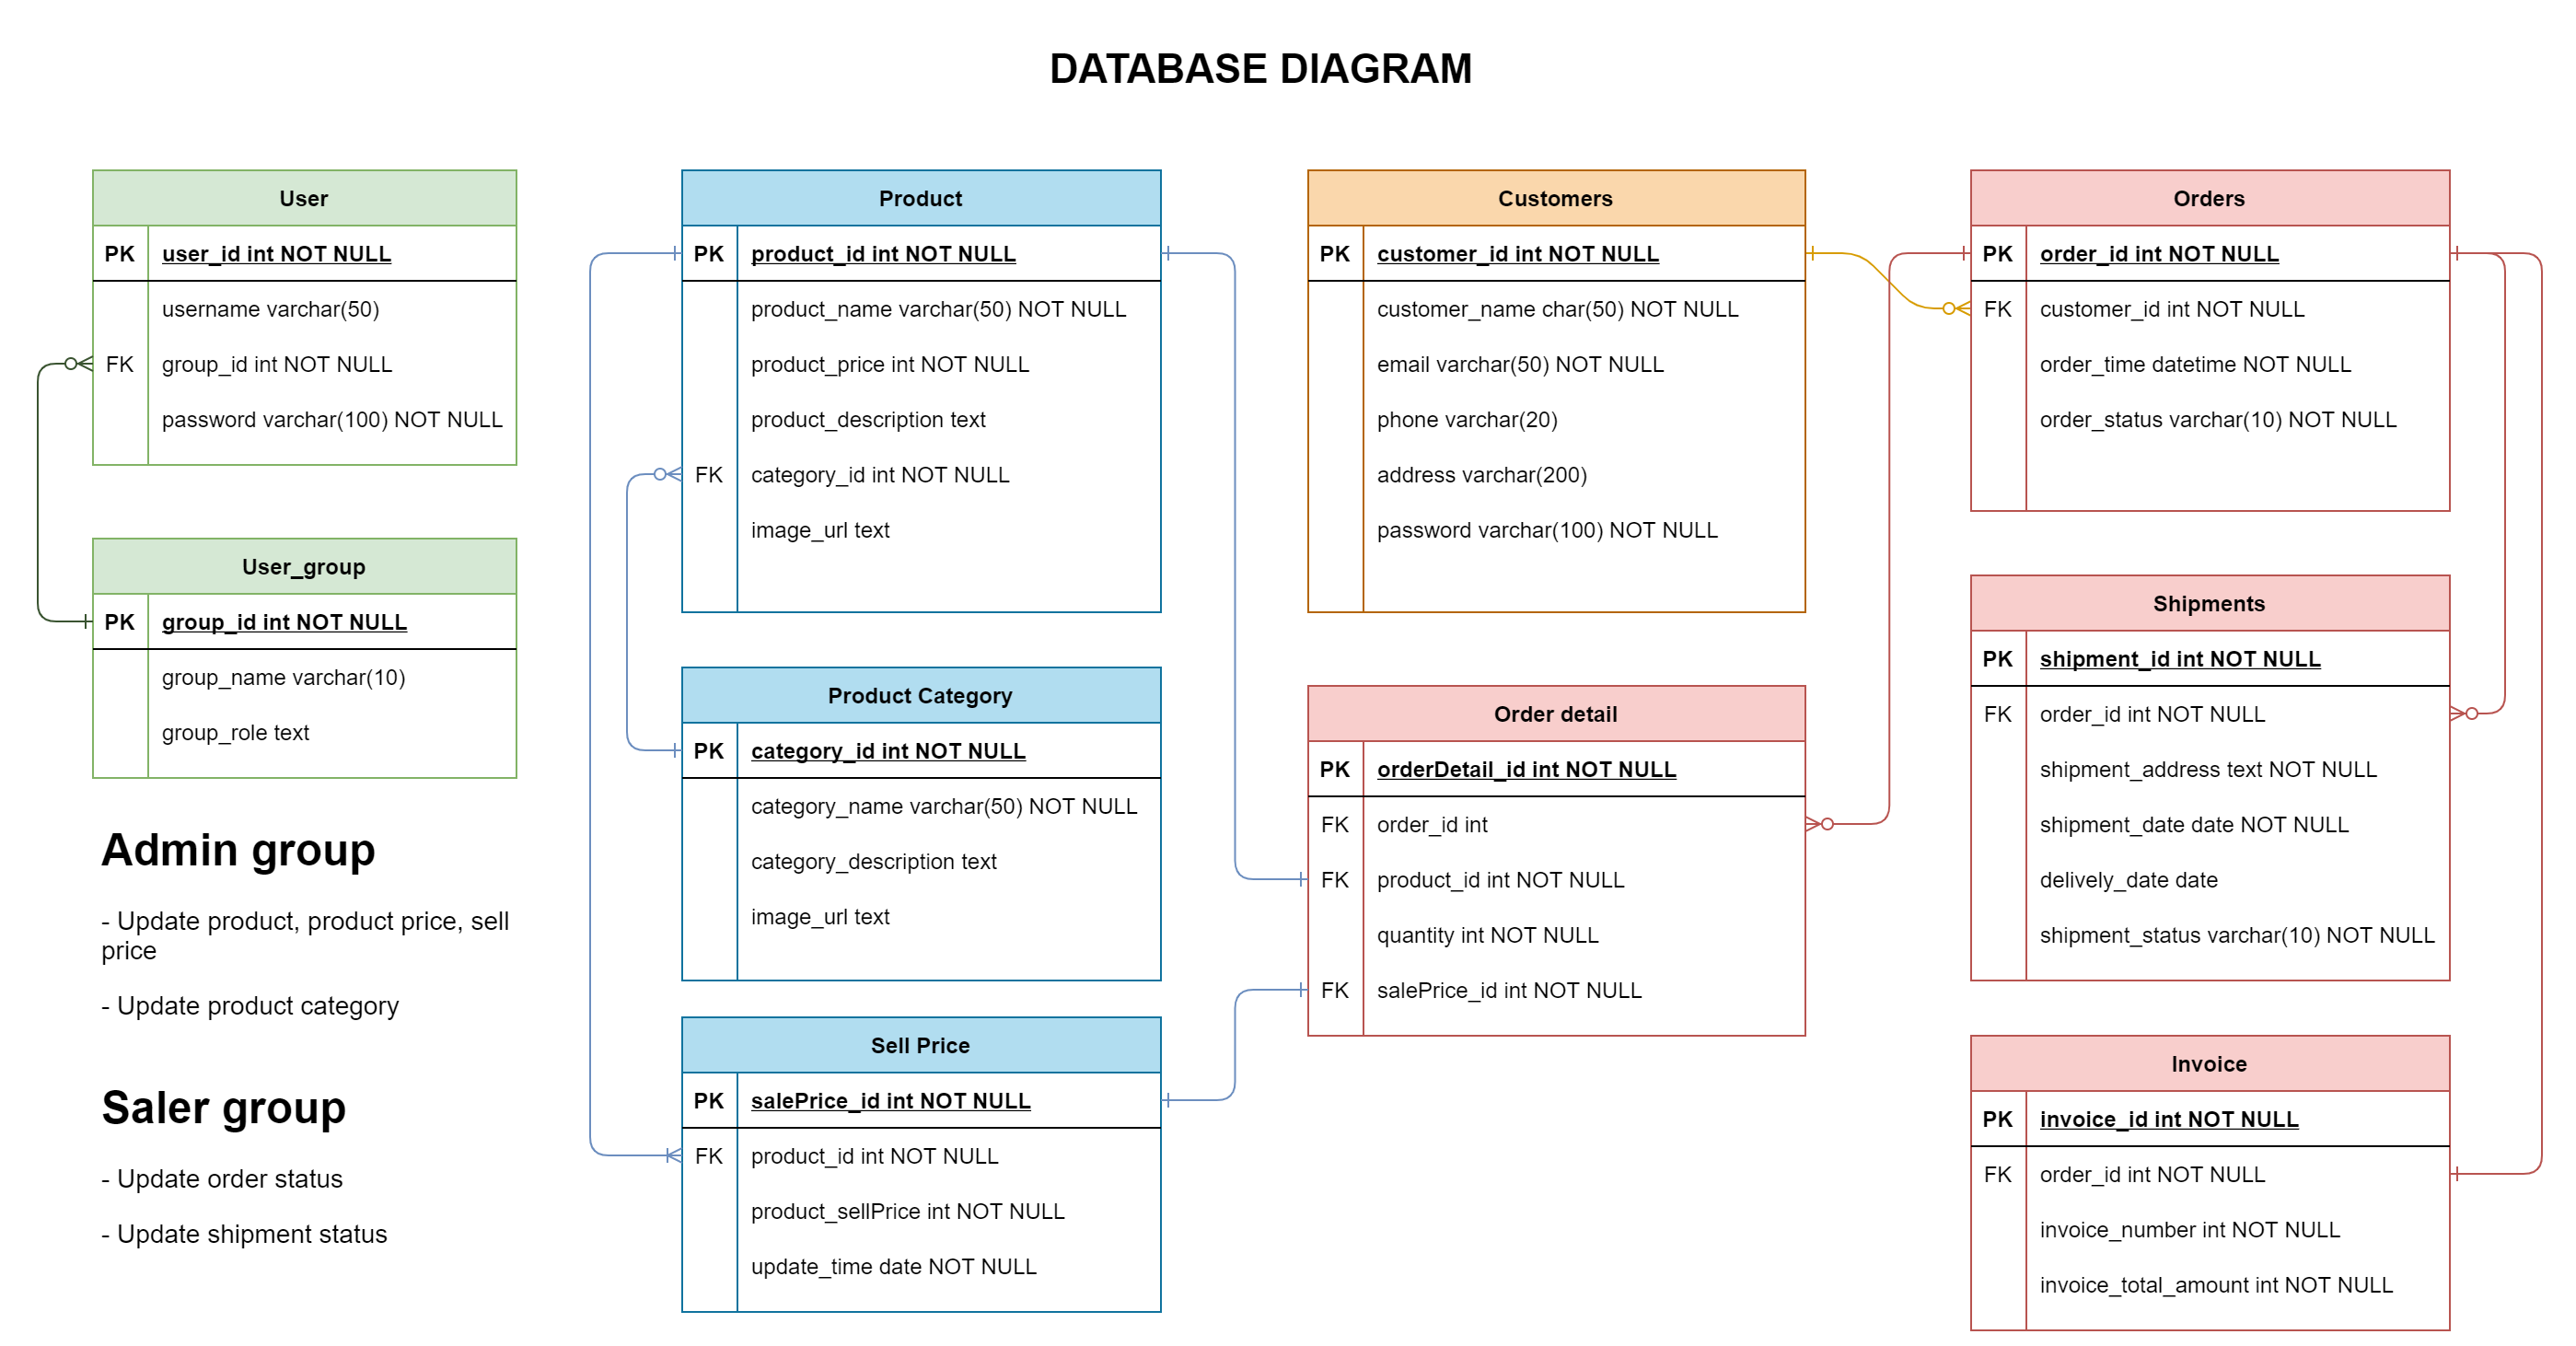 DATABASE DIAGRAM
User
PK user_id int NOT NULL
username varchar(50)
FK group_id int NOT NULL
password varchar(100) NOT NULL
User_group
PK group_id int NOT NULL
group_name varchar(10)
group_role text
Admin group
- Update product, product price, sell
price
- Update product category
Saler group
- Update order status
- Update shipment status
Product
PK product_id int NOT NULL
product_name varchar(50) NOT NULL
product_price int NOT NULL
product_description text
FK category_id int NOT NULL
image_url text
Product Category
PK category_id int NOT NULL
category_name varchar(50) NOT NULL
category_description text
image_url text
Sell Price
PK salePrice_id int NOT NULL
FK product_id int NOT NULL
product_sellPrice int NOT NULL
update_time date NOT NULL
Customers
PK customer_id int NOT NULL
customer_name char(50) NOT NULL
email varchar(50) NOT NULL
phone varchar(20)
address varchar(200)
password varchar(100) NOT NULL
Order detail
PK orderDetail_id int NOT NULL
FK order_id int
FK product_id int NOT NULL
quantity int NOT NULL
FK salePrice_id int NOT NULL
Orders
PK order_id int NOT NULL
FK customer_id int NOT NULL
order_time datetime NOT NULL
order_status varchar(10) NOT NULL
Shipments
PK shipment_id int NOT NULL
FK order_id int NOT NULL
shipment_address text NOT NULL
shipment_date date NOT NULL
delively_date date
shipment_status varchar(10) NOT NULL
Invoice
PK invoice_id int NOT NULL
FK order_id int NOT NULL
invoice_number int NOT NULL
invoice_total_amount int NOT NULL